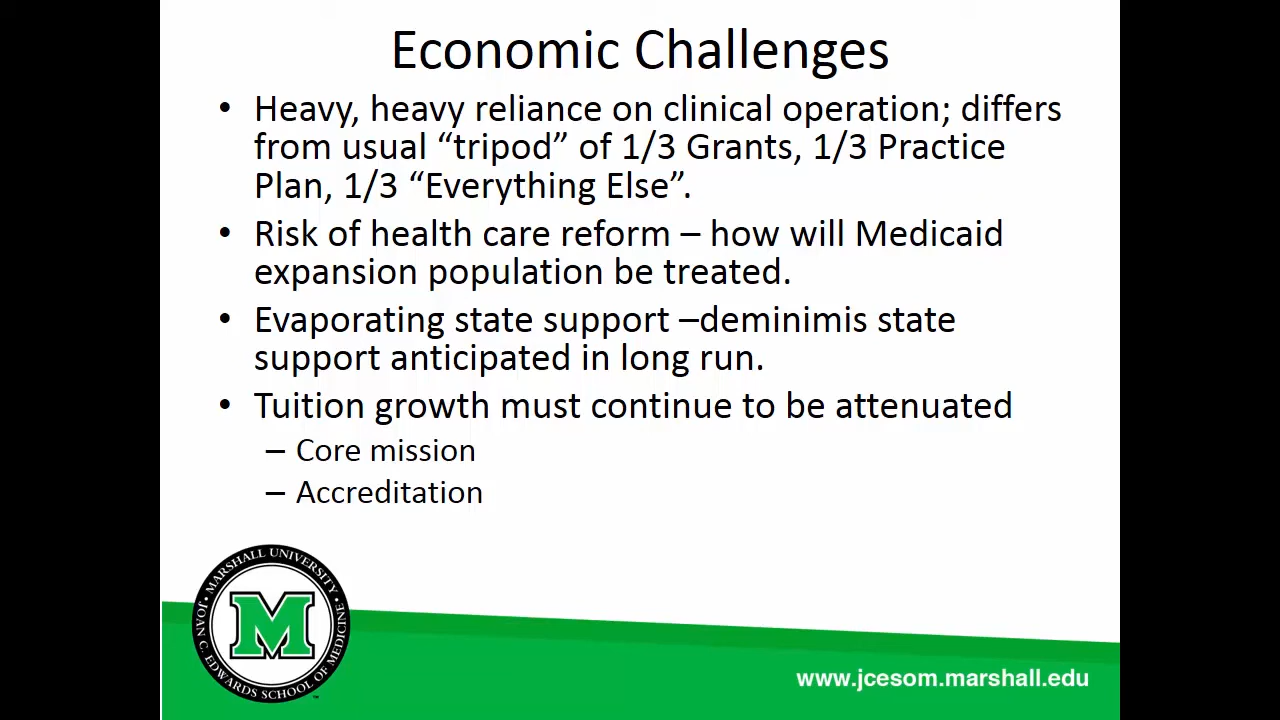 Economic Challenges
• Heavy, heavy reliance on clinical operation; differs
from usual “tripod” of 1/3 Grants, 1/3 Practice
Plan, 1/3 “Everything Else”.
• Risk of health care reform – how will Medicaid
expansion population be treated.
• Evaporating state support –deminimis state
support anticipated in long run.
• Tuition growth must continue to be attenuated
– Core mission
– Accreditation
MARSHALL UNIVERSITY
JOAN C. EDWARDS SCHOOL OF MEDICINE
M
™
www.jcesom.marshall.edu